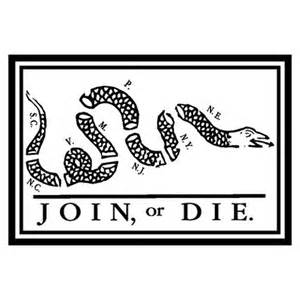 S.C.
N.C.
V.
M.
P.
N.J.
N.Y.
N.E.
JOIN, or DIE.